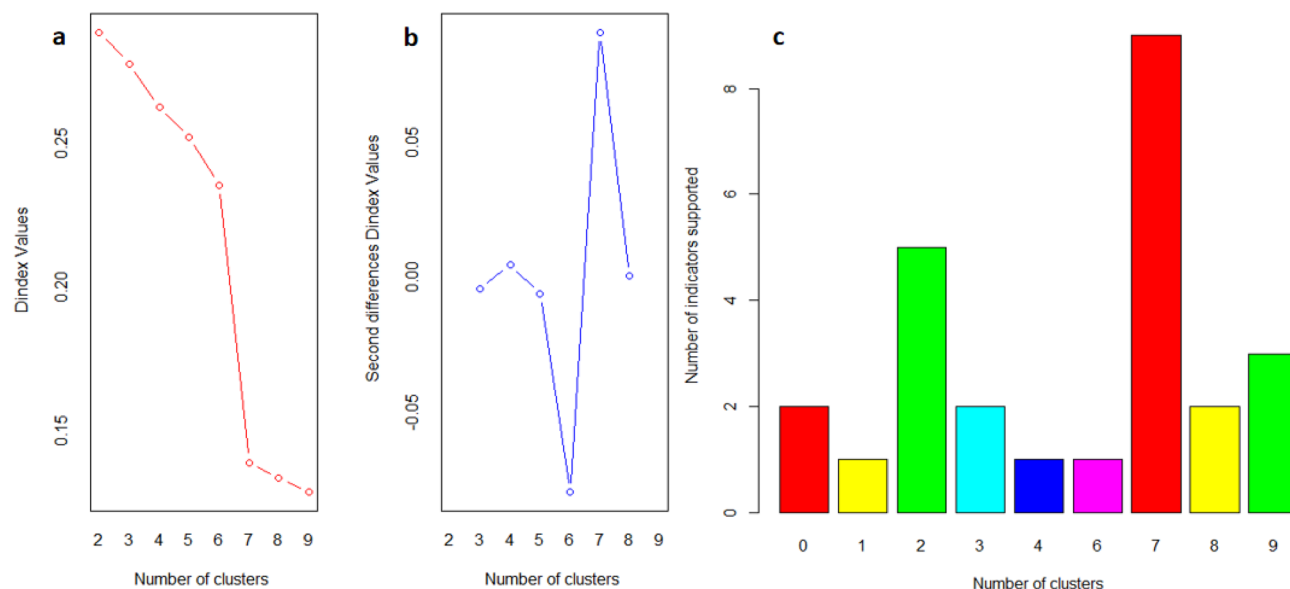 a
Dindex Values
0.25
0.20
0.15
2 3 4 5 6 7 8 9
Number of clusters
b
Second differences Dindex Values
0.05
0.00
-0.05
2 3 4 5 6 7 8 9
Number of clusters
c
Number of indicators supported
8
6
4
2
0
0 1 2 3 4 6 7 8 9
Number of clusters